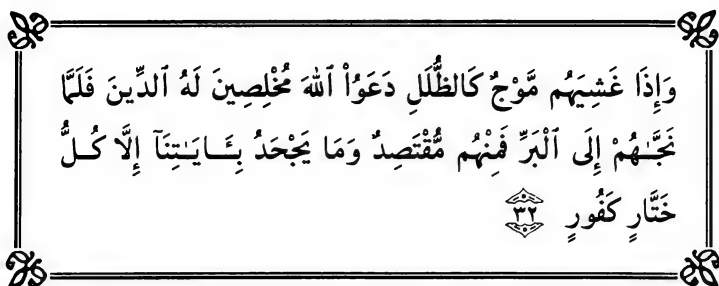 وَإِذَا غَشِيَهُم مَّوْجٌ كَالظُّلَلِ دَعَوُاْ ٱللَّهَ مُخْلِصِينَ لَهُ ٱلدِّينَ فَلَمَّا
نَجَّىٰهُمْ إِلَى ٱلْبَرِّ فَمِنْهُم مُّقْتَصِدٌ وَمَا يَجْحَدُ بِـَٔايَـٰتِنَآ إِلَّا كُلُّ
خَتَّارٍ كَفُورٍ ٣٢